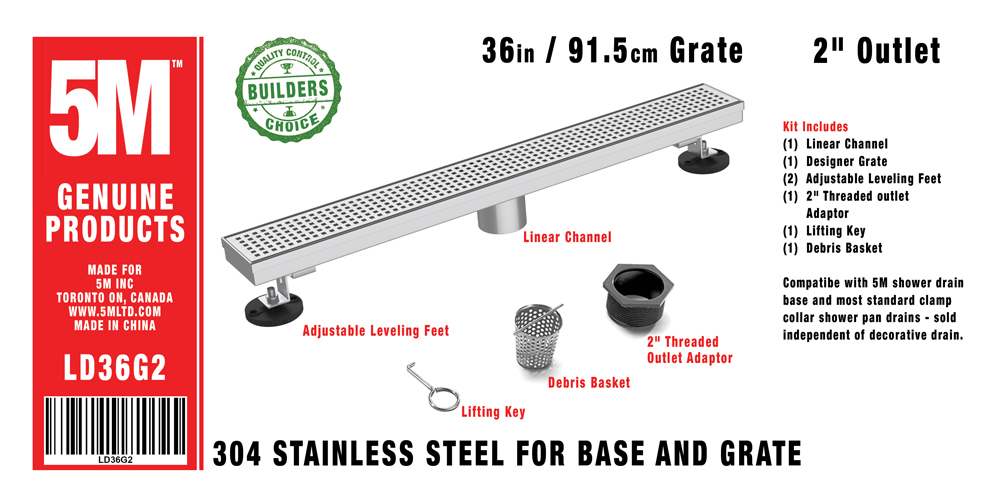 5M™
GENUINE
PRODUCTS
MADE FOR
5M INC
TORONTO ON, CANADA
WWW.5MLTD.COM
MADE IN CHINA
LD36G2
LD36G2
QUALITY CONTROL
BUILDERS
CHOICE
36in / 91.5cm Grate
2" Outlet
Linear Channel
Adjustable Leveling Feet
2" Threaded
Outlet Adaptor
Debris Basket
Lifting Key
Kit Includes
(1) Linear Channel
(1) Designer Grate
(2) Adjustable Leveling Feet
(1) 2" Threaded outlet
Adaptor
(1) Lifting Key
(1) Debris Basket
Compatibe with 5M shower drain
base and most standard clamp
collar shower pan drains - sold
independent of decorative drain.
304 STAINLESS STEEL FOR BASE AND GRATE